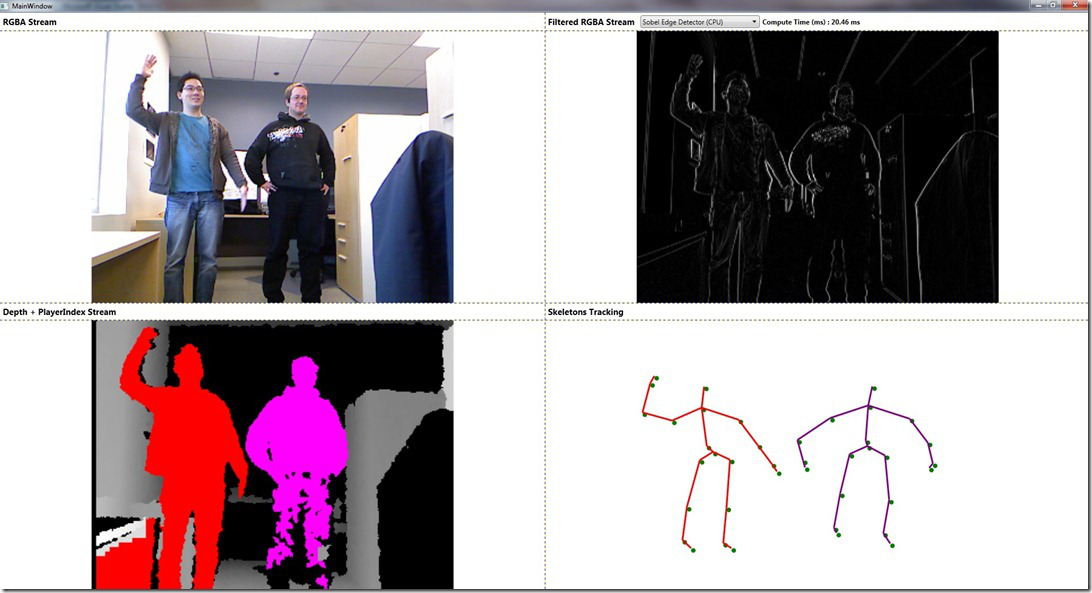 MainWindow
RGBA Stream
Filtered RGBA Stream Sobel Edge Detector (CPU) Compute Time (ms) : 20.46 ms
Depth + PlayerIndex Stream
Skeletons Tracking